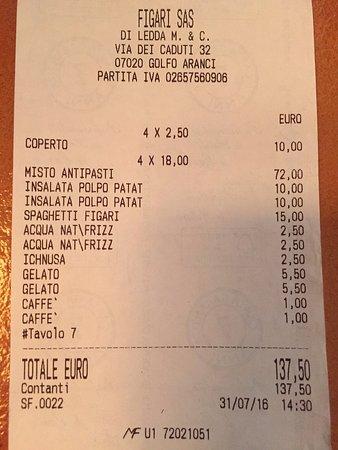 FIGARI SAS
DI LEDDA M. & C.
VIA DEI CADUTI 32
07020 GOLFO ARANCI
PARTITA IVA 02657560906
EURO
4 X 2,50
COPERTO 10,00
4 X 18,00
MISTO ANTIPASTI 72,00
INSALATA POLPO PATAT 10,00
INSALATA POLPO PATAT 10,00
SPAGHETTI FIGARI 15,00
ACQUA NAT\FRIZZ 2,50
ACQUA NAT\FRIZZ 2,50
ICHNUSA 2,50
GELATO 5,50
GELATO 5,50
CAFFE` 1,00
CAFFE` 1,00
#Tavolo 7
TOTALE EURO 137,50
Contanti 137,50
SF.0022 31/07/16 14:30
MF U1 72021051